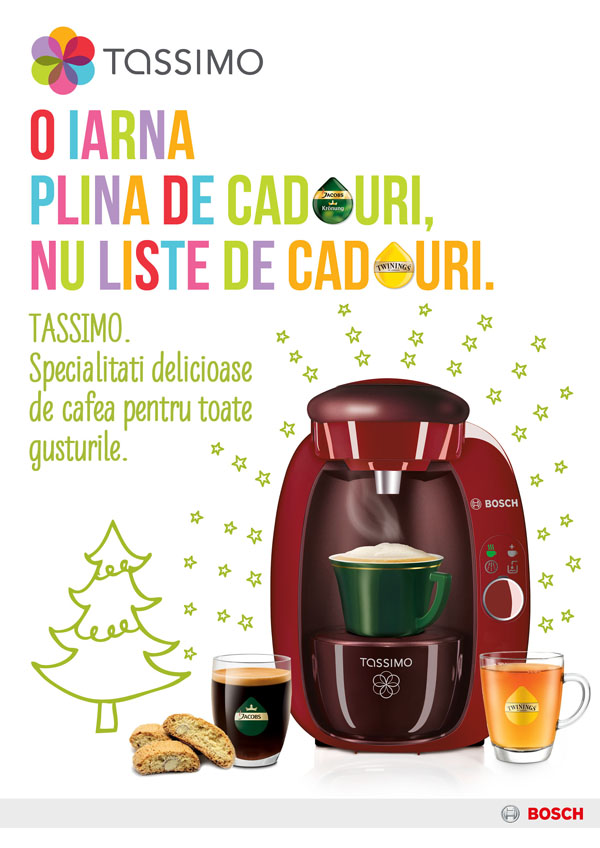 TASSIMO
O IARNA
PLINA DE CADOURI,
JACOBS
Krönung
NU LISTE DE CADOURI.
TWININGS
TASSIMO.
Specialitati delicioase
de cafea pentru toate
gusturile.
BOSCH
TASSIMO
JACOBS
TWININGS
BOSCH